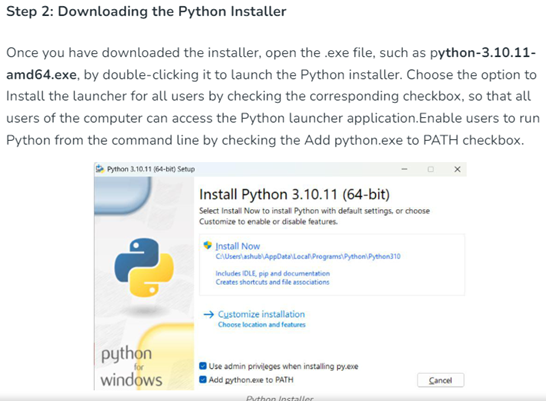 Step 2: Downloading the Python Installer
Once you have downloaded the installer, open the .exe file, such as python-3.10.11-
amd64.exe, by double-clicking it to launch the Python installer. Choose the option to
Install the launcher for all users by checking the corresponding checkbox, so that all
users of the computer can access the Python launcher application.Enable users to run
Python from the command line by checking the Add python.exe to PATH checkbox.
Python 3.10.11 (64-bit) Setup
Install Python 3.10.11 (64-bit)
Select Install Now to install Python with default settings, or choose
Customize to enable or disable features.
Install Now
C:\Users\ashub\AppData\Local\Programs\Python\Python310
Includes IDLE, pip and documentation
Creates shortcuts and file associations
Customize installation
Choose location and features
python
for
windows
Use admin privileges when installing py.exe
Add python.exe to PATH
Cancel
Python Installer